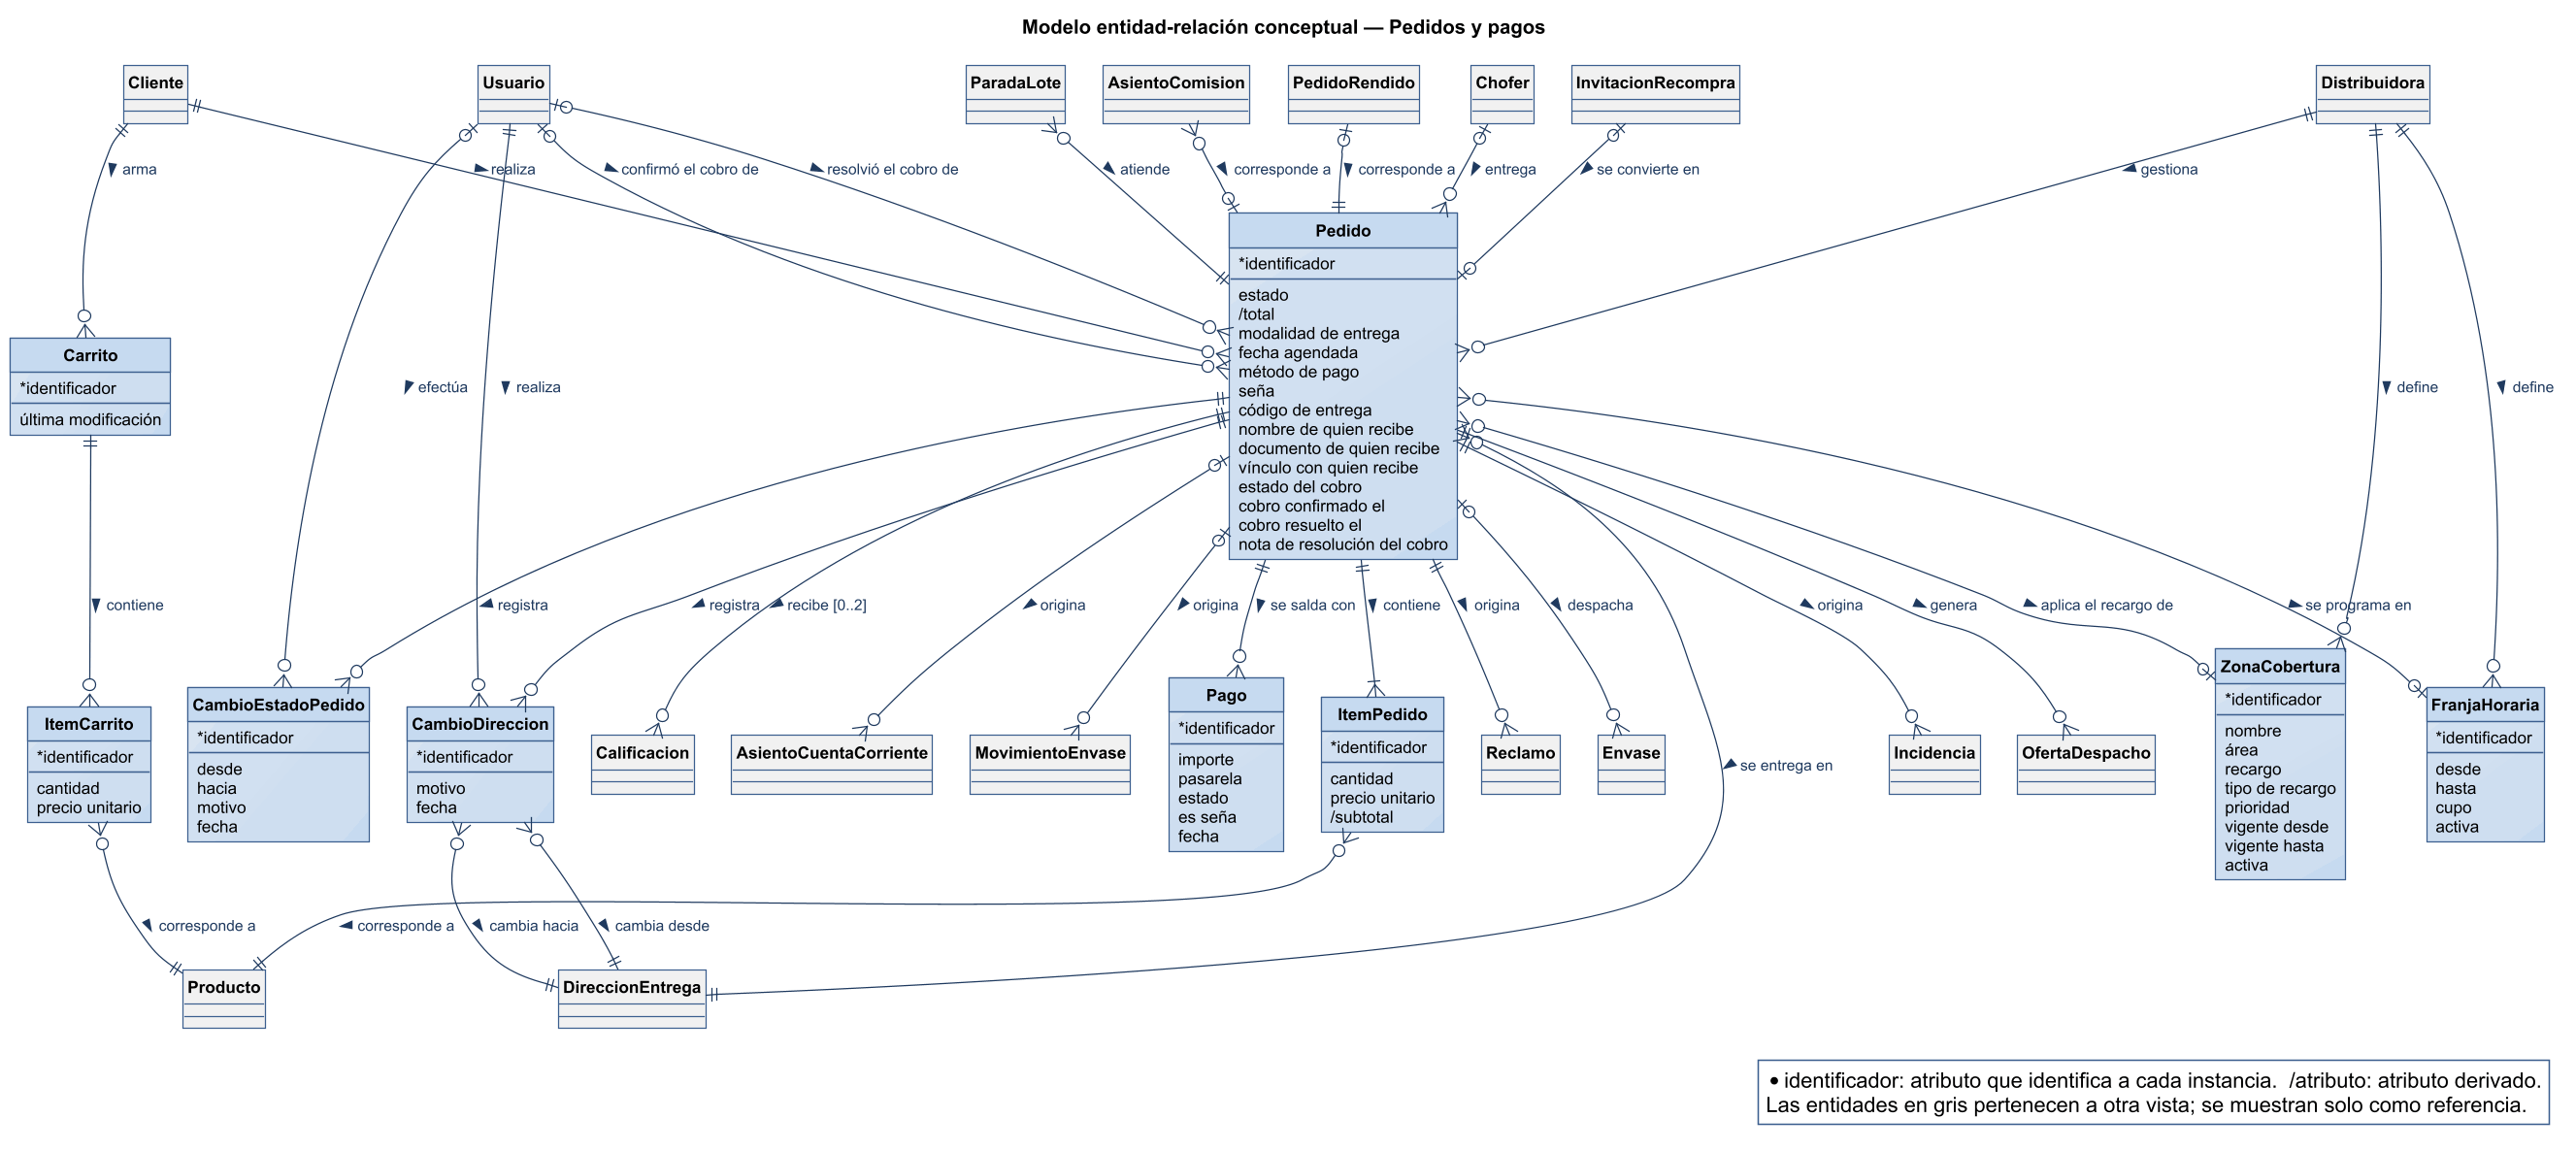 Modelo entidad-relación conceptual — Pedidos y pagos
Cliente
Usuario
ParadaLote
AsientoComision
PedidoRendido
Chofer
InvitacionRecompra
Distribuidora
arma
realiza
confirmó el cobro de
resolvió el cobro de
atiende
corresponde a
corresponde a
entrega
se convierte en
gestiona
Pedido
*identificador
estado
/total
modalidad de entrega
fecha agendada
método de pago
seña
código de entrega
nombre de quien recibe
documento de quien recibe
vínculo con quien recibe
estado del cobro
cobro confirmado el
cobro resuelto el
nota de resolución del cobro
Carrito
*identificador
última modificación
efectúa
realiza
define
define
contiene
registra
registra
recibe [0..2]
origina
origina
se salda con
contiene
origina
despacha
origina
genera
aplica el recargo de
se programa en
ItemCarrito
*identificador
cantidad
precio unitario
CambioEstadoPedido
*identificador
desde
hacia
motivo
fecha
CambioDireccion
*identificador
motivo
fecha
Calificacion
AsientoCuentaCorriente
MovimientoEnvase
Pago
*identificador
importe
pasarela
estado
es seña
fecha
ItemPedido
*identificador
cantidad
precio unitario
/subtotal
Reclamo
Envase
se entrega en
Incidencia
OfertaDespacho
ZonaCobertura
*identificador
nombre
área
recargo
tipo de recargo
prioridad
vigente desde
vigente hasta
activa
FranjaHoraria
*identificador
desde
hasta
cupo
activa
corresponde a
corresponde a
cambia hacia
cambia desde
Producto
DireccionEntrega
• identificador: atributo que identifica a cada instancia.  /atributo: atributo derivado.
Las entidades en gris pertenecen a otra vista; se muestran solo como referencia.